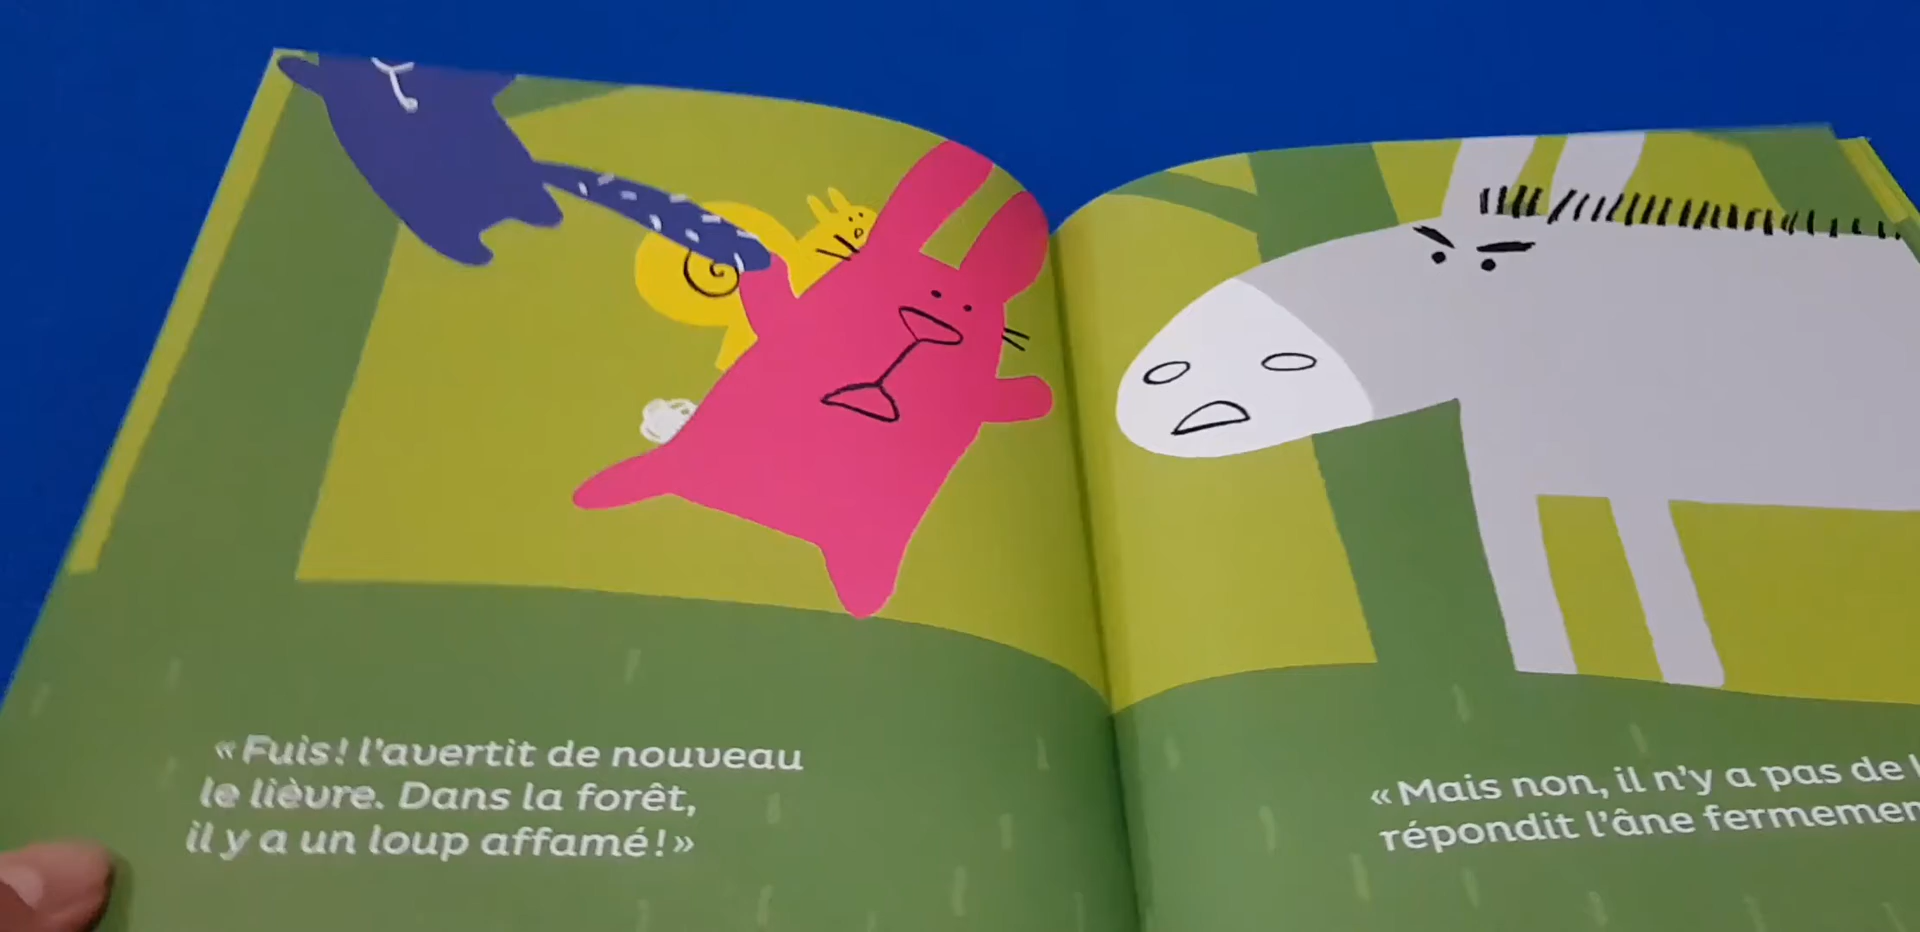 « Fuis ! l'avertit de nouveau
le lièvre. Dans la forêt,
il y a un loup affamé ! »
« Mais non, il n'y a pas de
répondit l'âne